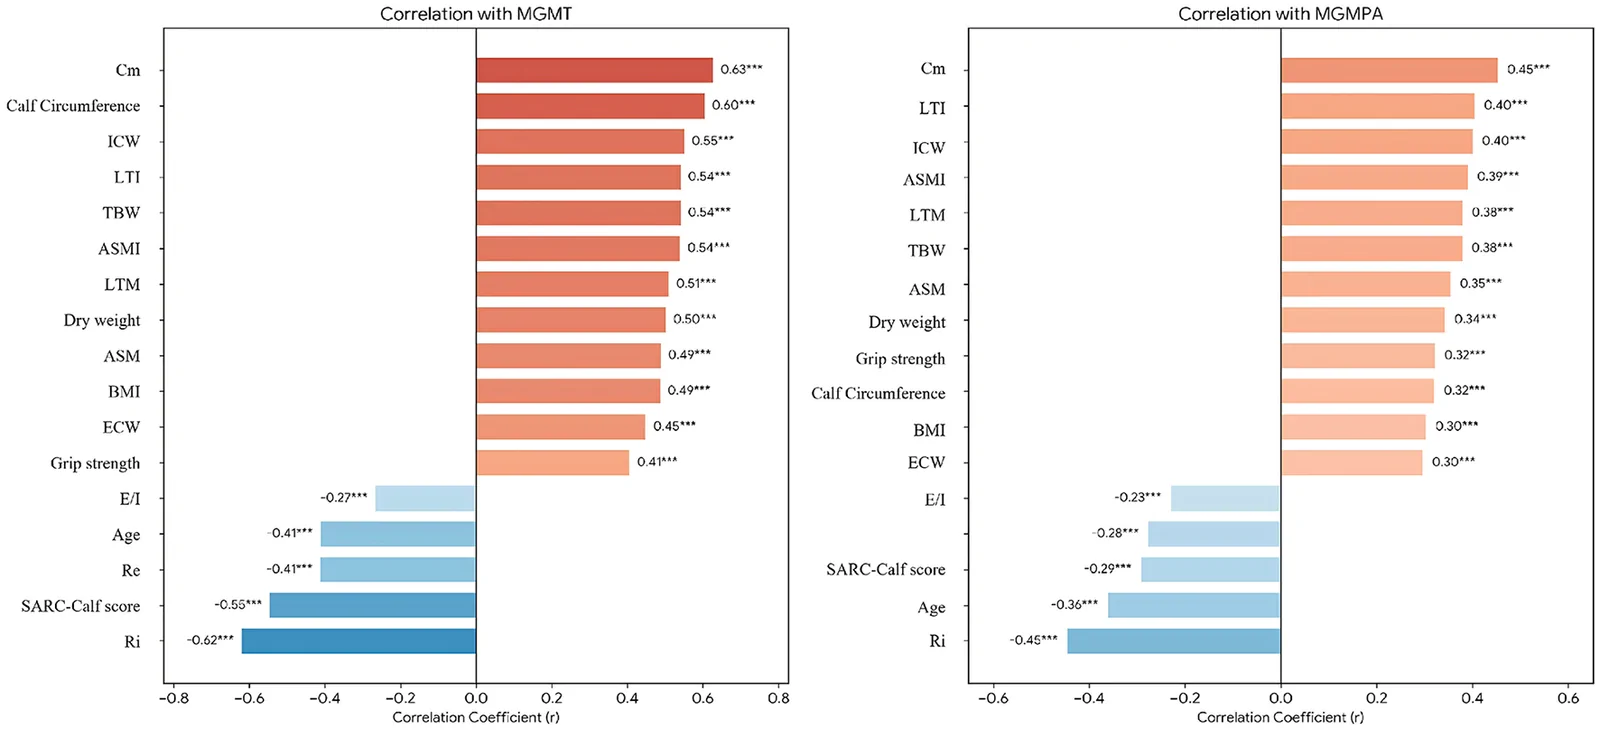 Correlation with MGMT
Cm 0.63***
Calf Circumference 0.60***
ICW 0.55***
LTI 0.54***
TBW 0.54***
ASMI 0.54***
LTM 0.51***
Dry weight 0.50***
ASM 0.49***
BMI 0.49***
ECW 0.45***
Grip strength 0.41***
E/I -0.27***
Age -0.41***
Re -0.41***
SARC-Calf score -0.55***
Ri -0.62***
−0.8 −0.6 −0.4 −0.2 0.0 0.2 0.4 0.6 0.8
Correlation Coefficient (r)
Correlation with MGMPA
Cm 0.45***
LTI 0.40***
ICW 0.40***
ASMI 0.39***
LTM 0.38***
TBW 0.38***
ASM 0.35***
Dry weight 0.34***
Grip strength 0.32***
Calf Circumference 0.32***
BMI 0.30***
ECW 0.30***
E/I -0.23***
-0.28***
SARC-Calf score -0.29***
Age -0.36***
Ri -0.45***
−0.6 −0.4 −0.2 0.0 0.2 0.4 0.6
Correlation Coefficient (r)